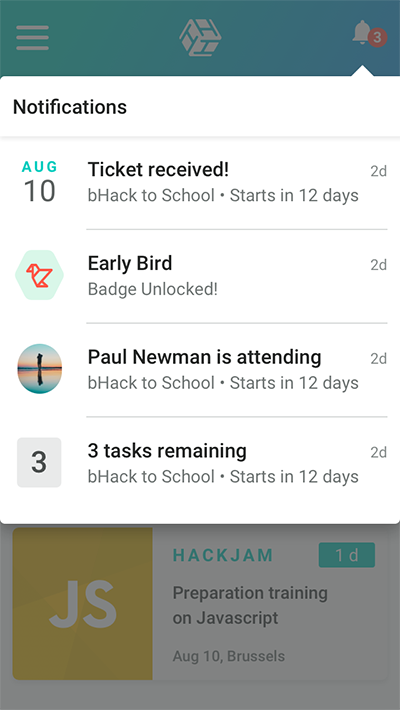 3
Notifications
AUG
10
Ticket received!
2d
bHack to School • Starts in 12 days
Early Bird
2d
Badge Unlocked!
Paul Newman is attending
2d
bHack to School • Starts in 12 days
3
3 tasks remaining
2d
bHack to School • Starts in 12 days
JS
HACKJAM
1 d
Preparation training
on Javascript
Aug 10, Brussels